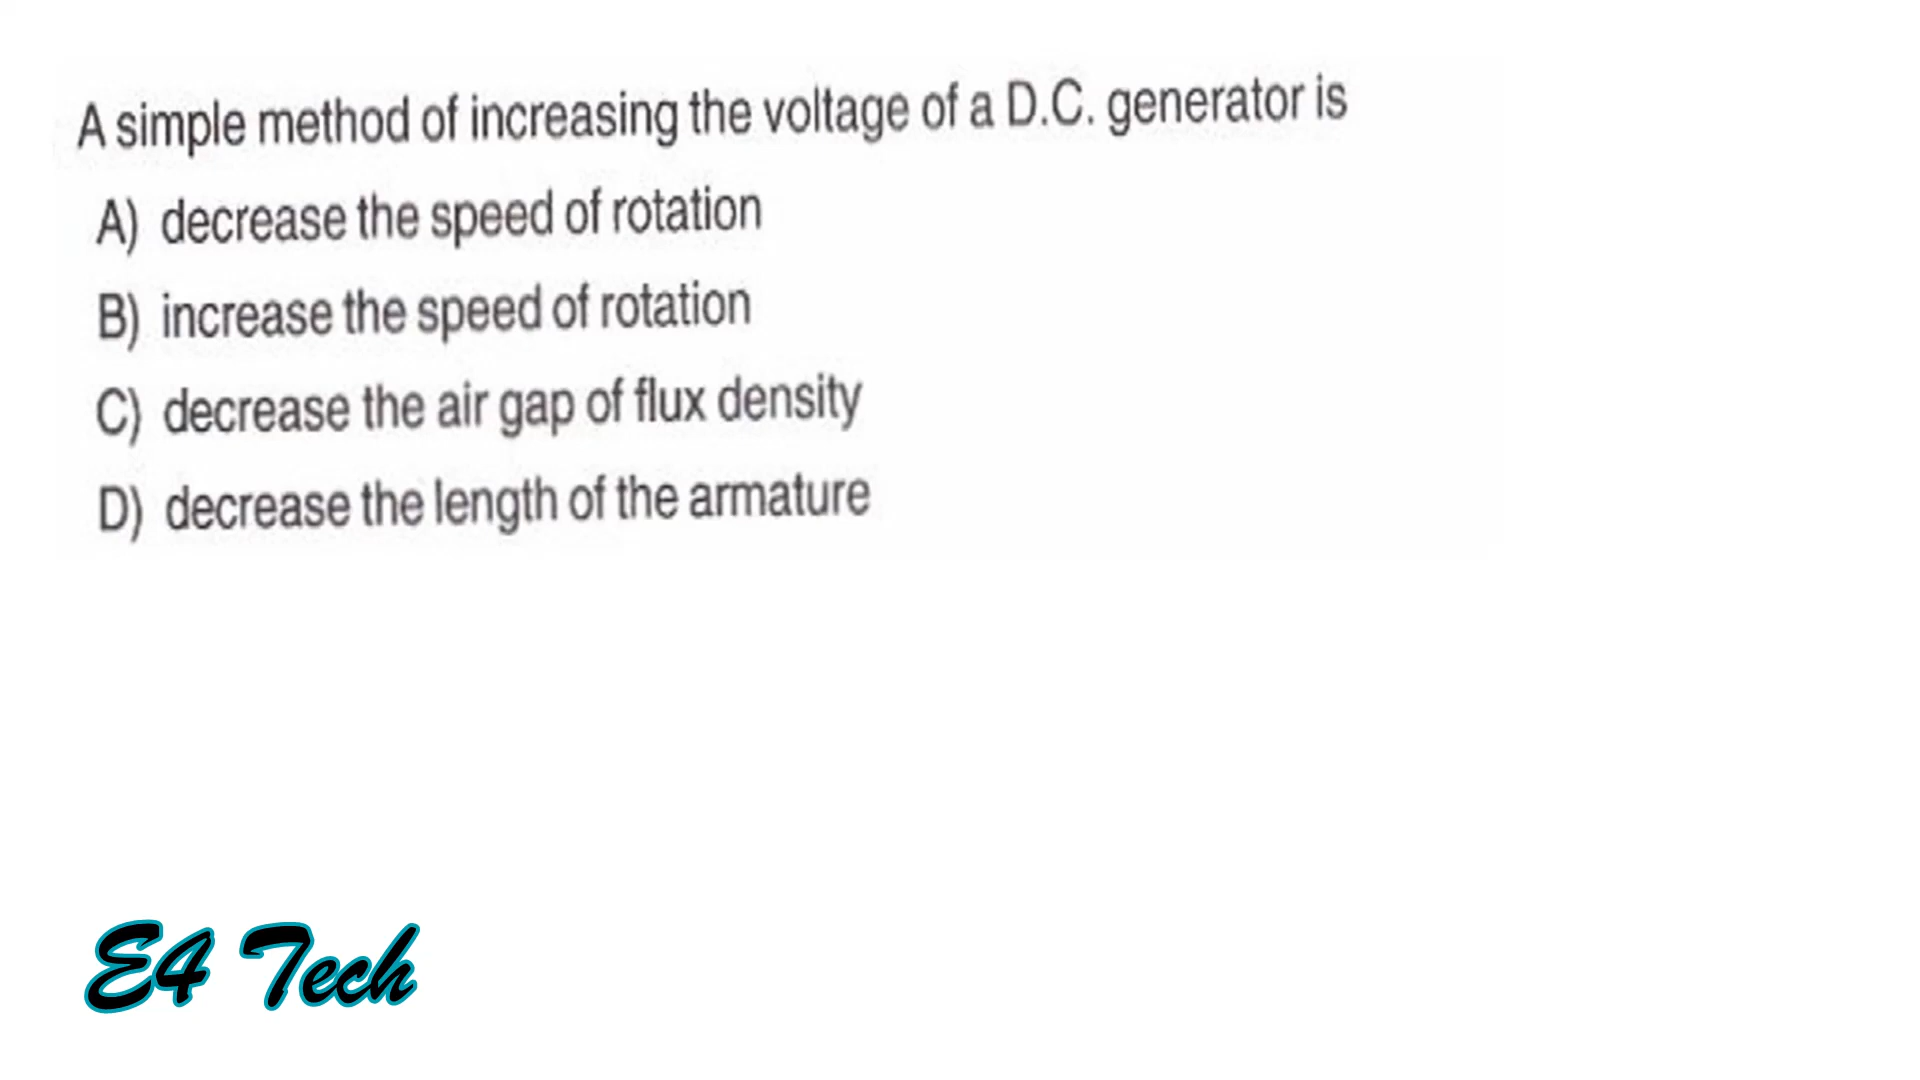 A simple method of increasing the voltage of a D.C. generator is
A) decrease the speed of rotation
B) increase the speed of rotation
C) decrease the air gap of flux density
D) decrease the length of the armature
E4 Tech